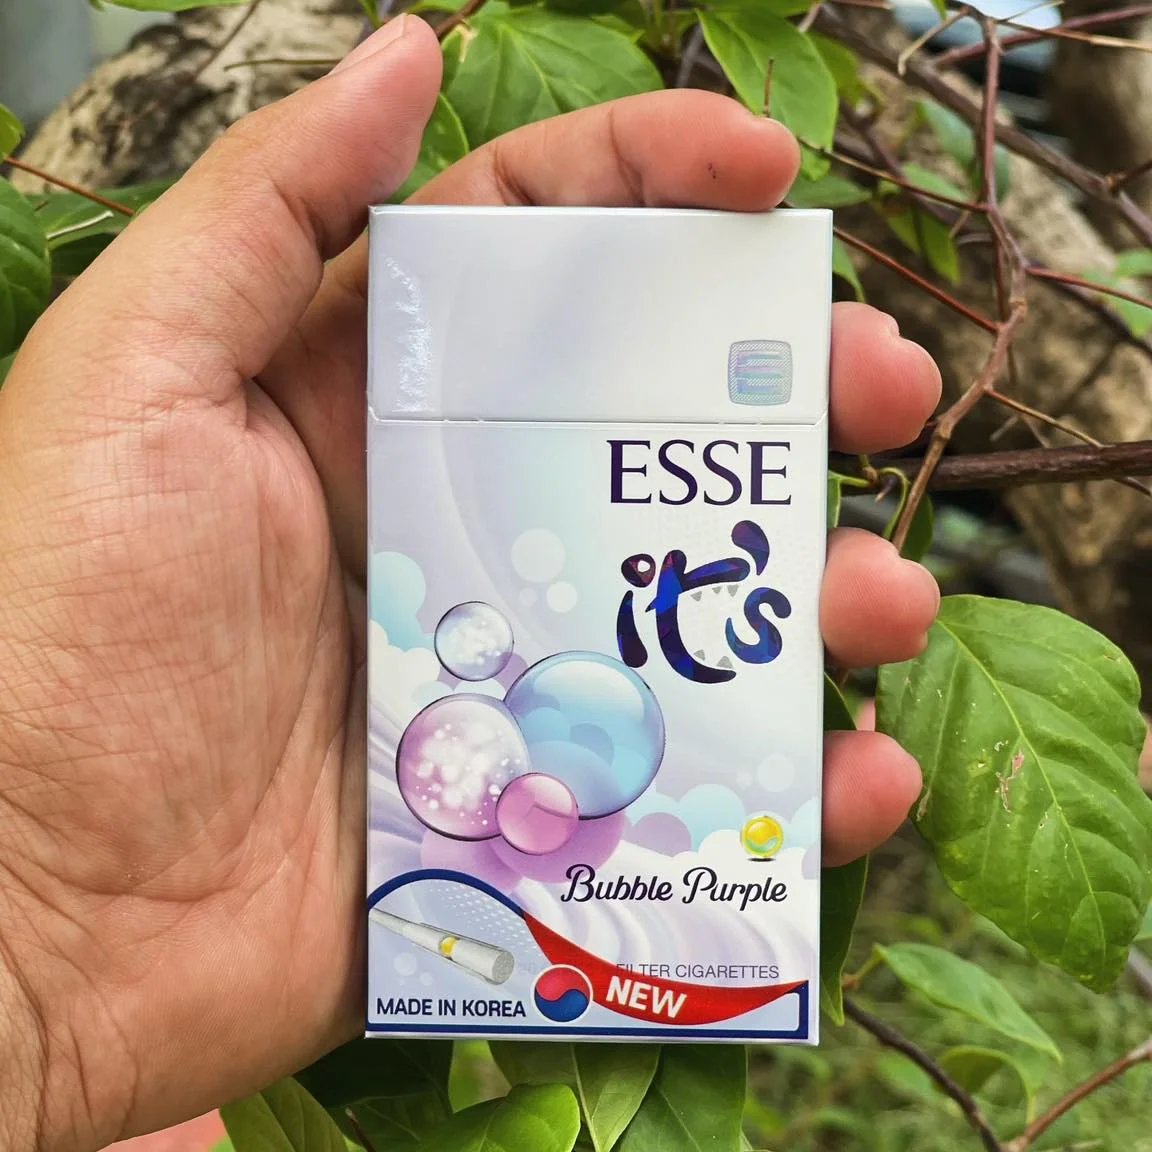 ESSE
it's
Bubble Purple
FILTER CIGARETTES
NEW
MADE IN KOREA